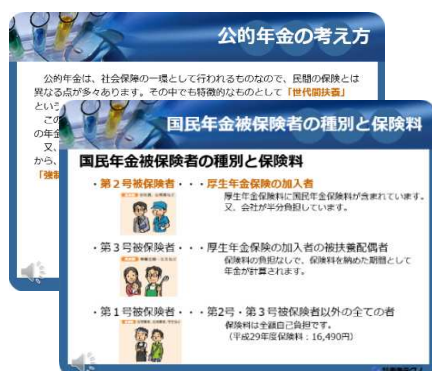 公的年金の考え方
公的年金は、社会保障の一環として行われるものなので、民間の保険とは
異なる点が多々あります。その中でも特徴的なものとして「世代間扶養」
という
この
の年金
又、
から、
「強制
国民年金被保険者の種別と保険料
国民年金被保険者の種別と保険料
・第２号被保険者・・・厚生年金保険の加入者
厚生年金保険料に国民年金保険料が含まれています。
又、会社が半分負担しています。
・第３号被保険者・・・厚生年金保険の加入者の被扶養配偶者
保険料の負担なしで、保険料を納めた期間として
年金が計算されます。
・第１号被保険者・・・第2号・第３号被保険者以外の全ての者
保険料は全額自己負担です。
（平成29年度保険料：16,490円）